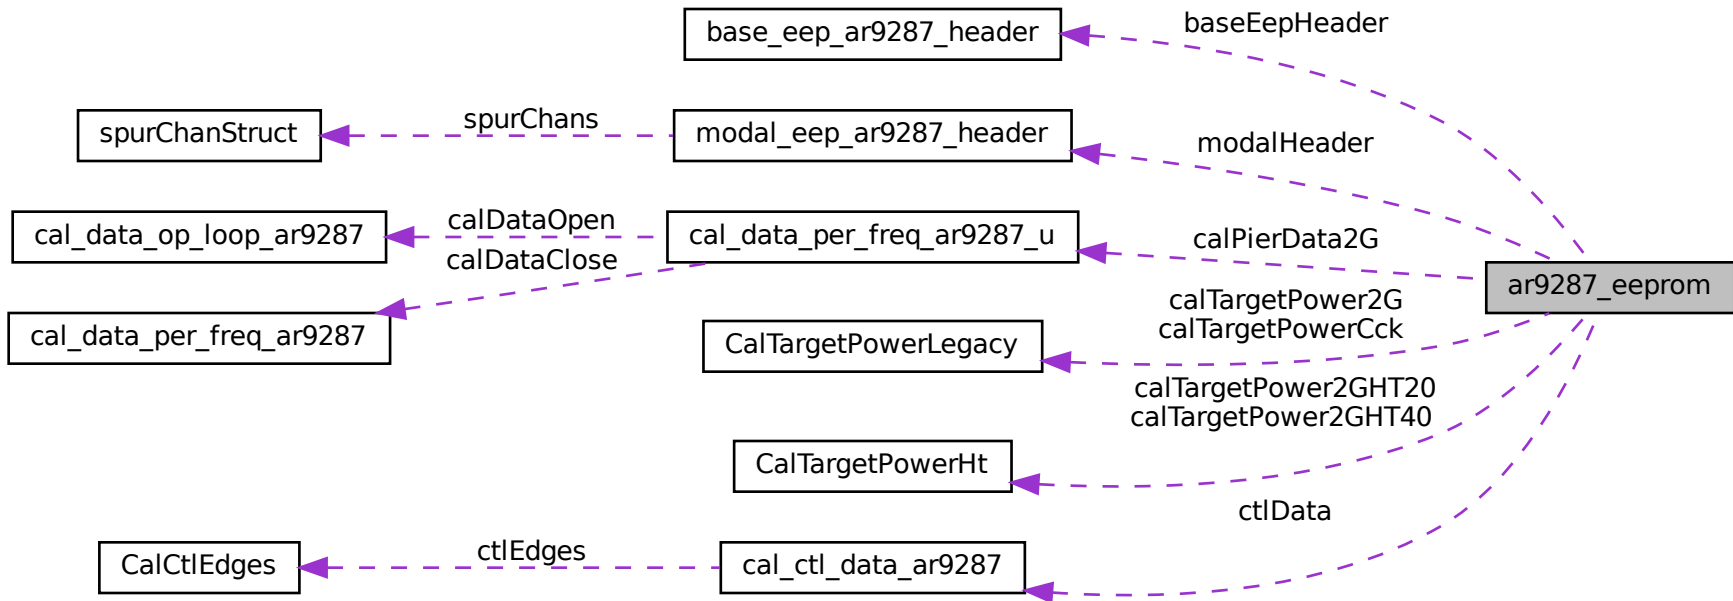 baseEepHeader
base_eep_ar9287_header
spurChans
spurChanStruct
modal_eep_ar9287_header
modalHeader
calDataOpen
cal_data_op_loop_ar9287
cal_data_per_freq_ar9287_u
calPierData2G
calDataClose
ar9287_eeprom
calTargetPower2G
calTargetPowerCck
cal_data_per_freq_ar9287
CalTargetPowerLegacy
calTargetPower2GHT20
calTargetPower2GHT40
CalTargetPowerHt
ctlData
ctlEdges
CalCtlEdges
cal_ctl_data_ar9287